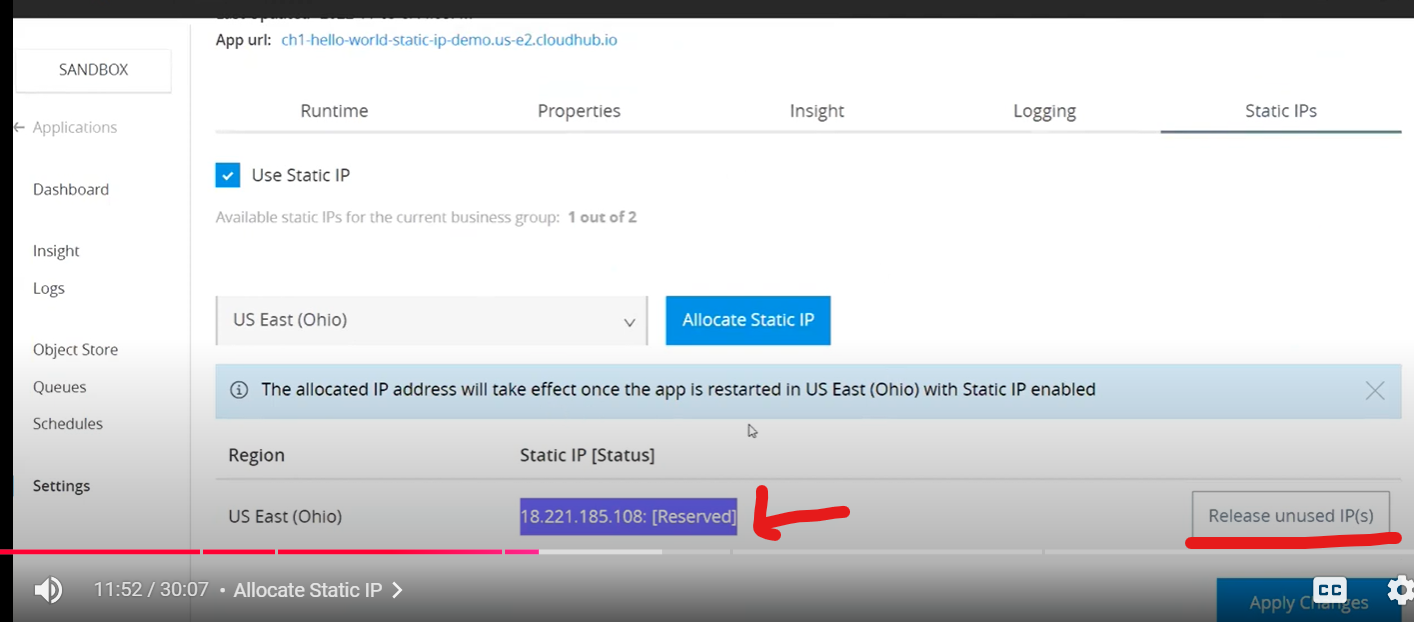 App url: ch1-hello-world-static-ip-demo.us-e2.cloudhub.io
SANDBOX
Runtime Properties Insight Logging Static IPs
← Applications
Use Static IP
Dashboard
Available static IPs for the current business group: 1 out of 2
Insight
Logs
US East (Ohio) Allocate Static IP
Object Store
Queues
The allocated IP address will take effect once the app is restarted in US East (Ohio) with Static IP enabled
Schedules
Region Static IP [Status]
Settings
US East (Ohio) 18.221.185.108: [Reserved] Release unused IP(s)
11:52 / 30:07 • Allocate Static IP
CC
Apply Changes